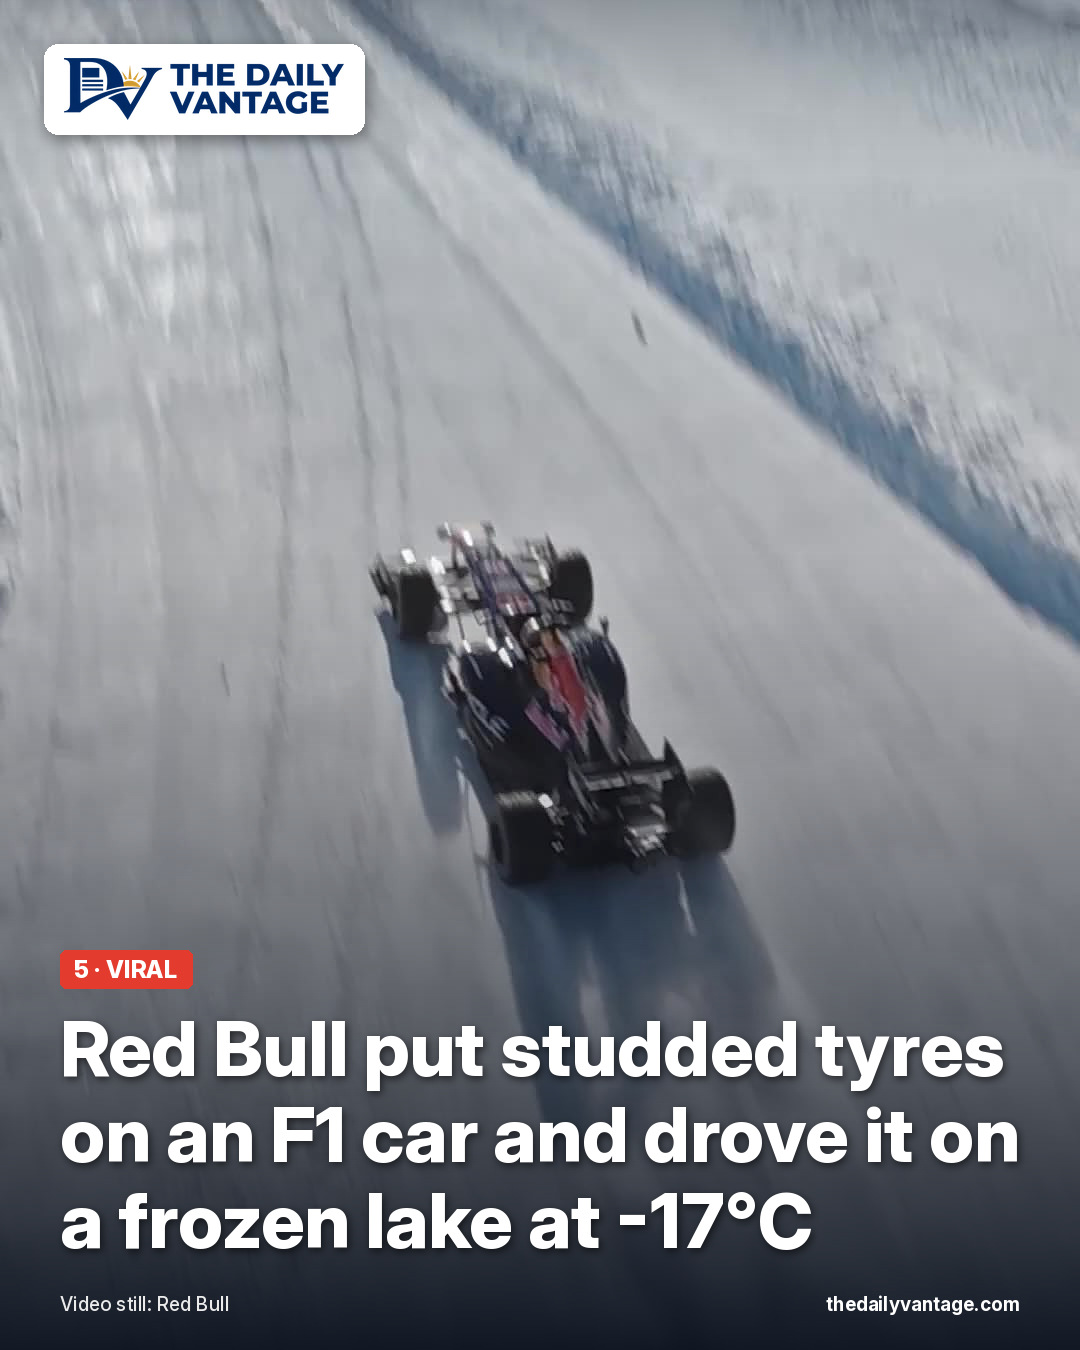 THE DAILY
VANTAGE
5 · VIRAL
Red Bull put studded tyres
on an F1 car and drove it on
a frozen lake at -17°C
Video still: Red Bull
thedailyvantage.com